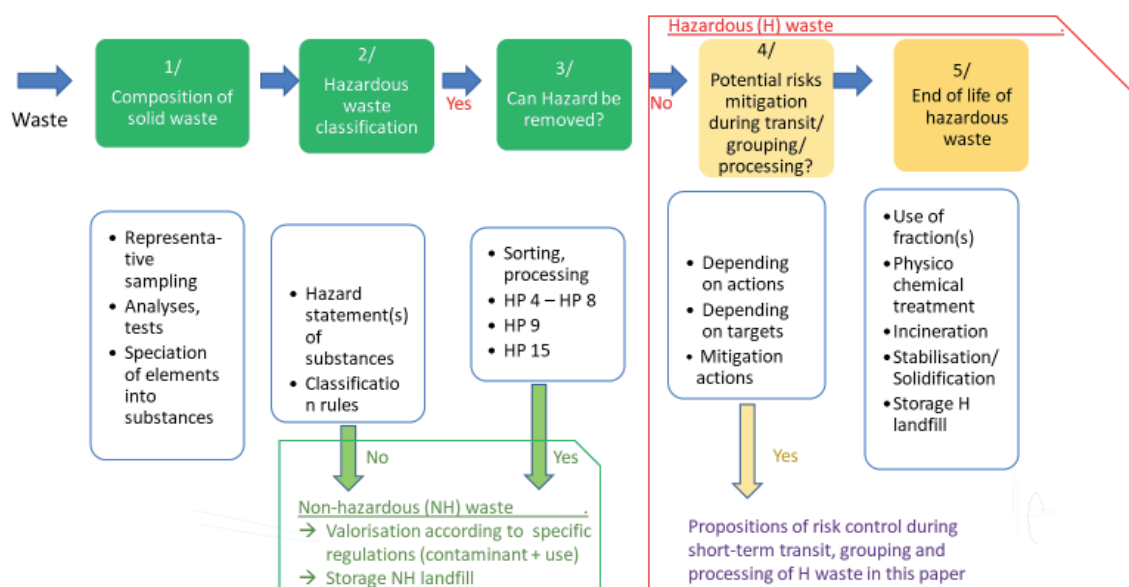 Hazardous (H) waste .
Waste
1/
Composition of
solid waste
2/
Hazardous
waste
classification
Yes
3/
Can Hazard be
removed?
No
4/
Potential risks
mitigation
during transit/
grouping/
processing?
5/
End of life of
hazardous
waste
• Representa-
tive
sampling
• Analyses,
tests
• Speciation
of elements
into
substances
• Hazard
statement(s)
of
substances
• Classificatio
n rules
• Sorting,
processing
• HP 4 – HP 8
• HP 9
• HP 15
• Depending
on actions
• Depending
on targets
• Mitigation
actions
• Use of
fraction(s)
• Physico
chemical
treatment
• Incineration
• Stabilisation/
Solidification
• Storage H
landfill
No
Yes
Yes
Non-hazardous (NH) waste .
→ Valorisation according to specific
regulations (contaminant + use)
→ Storage NH landfill
Propositions of risk control during
short-term transit, grouping and
processing of H waste in this paper